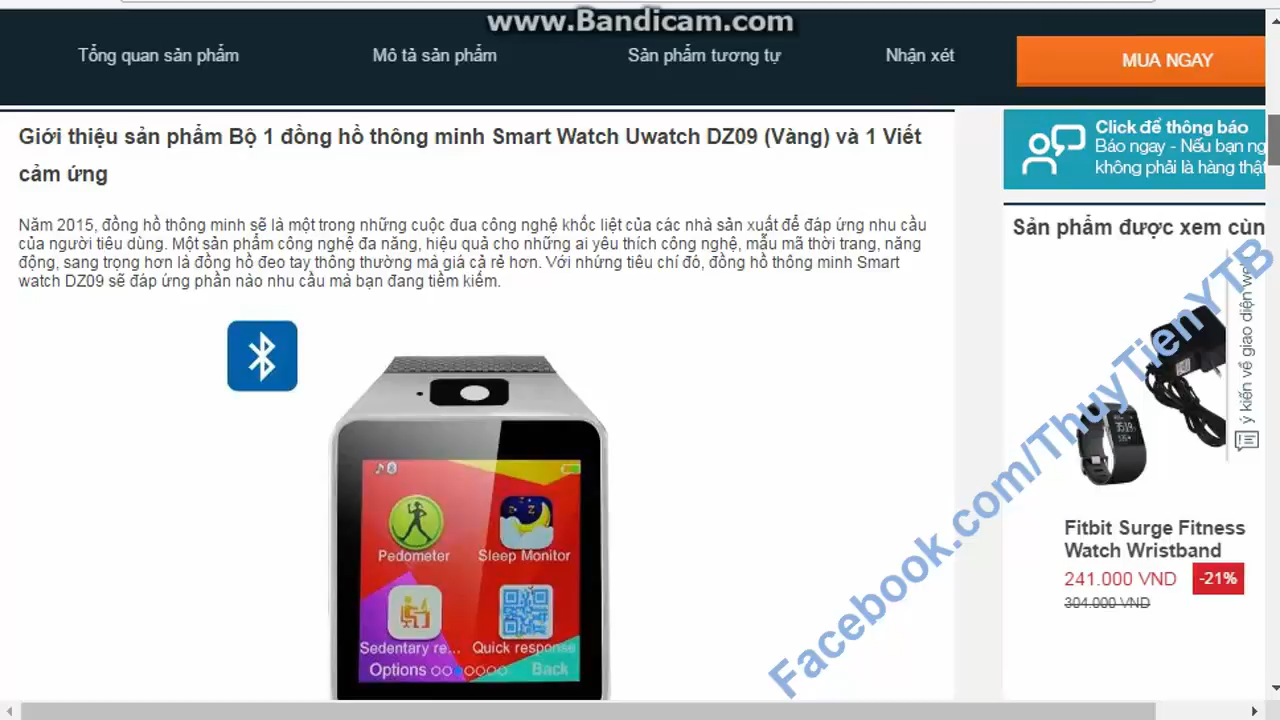 www.Bandicam.com
Tổng quan sản phẩm
Mô tả sản phẩm
Sản phẩm tương tự
Nhận xét
MUA NGAY
Giới thiệu sản phẩm Bộ 1 đồng hồ thông minh Smart Watch Uwatch DZ09 (Vàng) và 1 Viết
cảm ứng
Năm 2015, đồng hồ thông minh sẽ là một trong những cuộc đua công nghệ khốc liệt của các nhà sản xuất để đáp ứng nhu cầu
của người tiêu dùng. Một sản phẩm công nghệ đa năng, hiệu quả cho những ai yêu thích công nghệ, mẫu mã thời trang, năng
động, sang trọng hơn là đồng hồ đeo tay thông thường mà giá cả rẻ hơn. Với nhứng tiêu chí đó, đồng hồ thông minh Smart
watch DZ09 sẽ đáp ứng phần nào nhu cầu mà bạn đang tiềm kiếm.
Pedometer
Sleep Monitor
Sedentary re...
Quick response
Options
Back
Click để thông báo
Báo ngay - Nếu bạn ng
không phải là hàng thật
Sản phẩm được xem cùn
ý kiến về giao diện we
3519
Fitbit Surge Fitness
Watch Wristband
241.000 VND
-21%
304.000 VND
Facebook.com/ThuyTienYTB